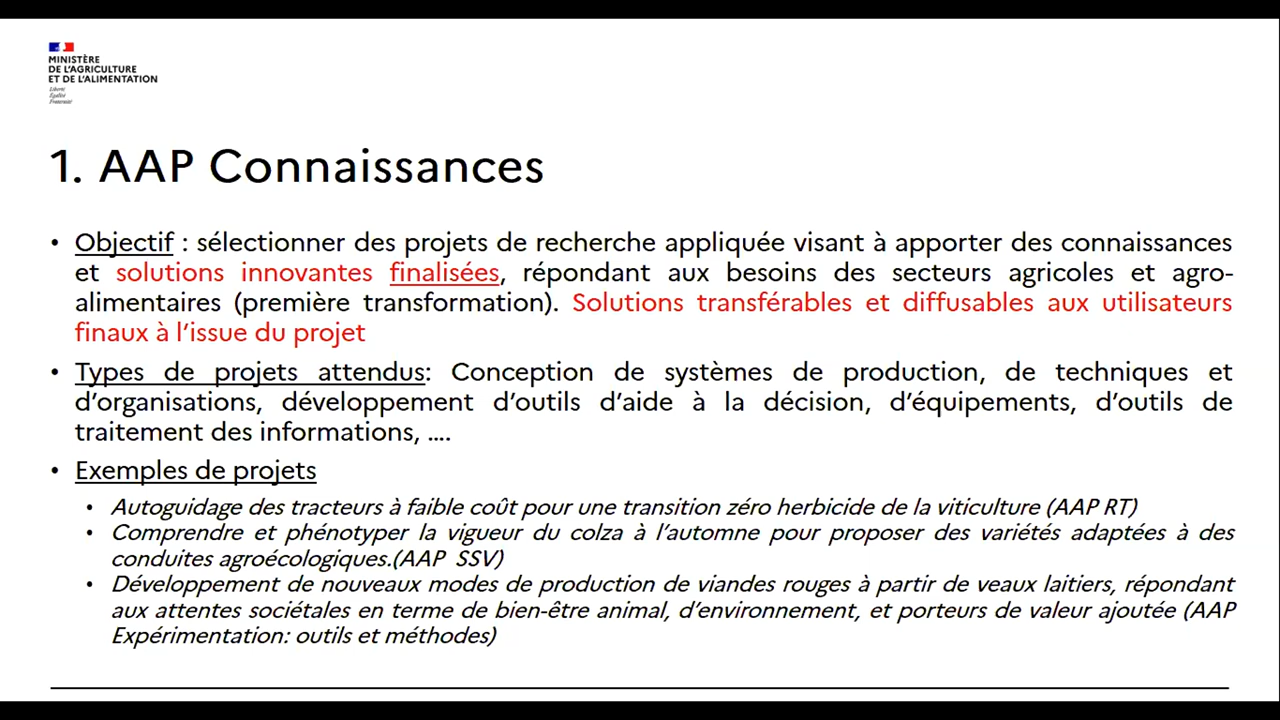 MINISTÈRE
DE L'AGRICULTURE
ET DE L'ALIMENTATION
Liberté
Égalité
Fraternité
1. AAP Connaissances
• Objectif : sélectionner des projets de recherche appliquée visant à apporter des connaissances
et solutions innovantes finalisées, répondant aux besoins des secteurs agricoles et agro-
alimentaires (première transformation). Solutions transférables et diffusables aux utilisateurs
finaux à l'issue du projet
• Types de projets attendus: Conception de systèmes de production, de techniques et
d'organisations, développement d'outils d'aide à la décision, d'équipements, d'outils de
traitement des informations, ….
• Exemples de projets
• Autoguidage des tracteurs à faible coût pour une transition zéro herbicide de la viticulture (AAP RT)
• Comprendre et phénotyper la vigueur du colza à l'automne pour proposer des variétés adaptées à des
conduites agroécologiques.(AAP SSV)
• Développement de nouveaux modes de production de viandes rouges à partir de veaux laitiers, répondant
aux attentes sociétales en terme de bien-être animal, d'environnement, et porteurs de valeur ajoutée (AAP
Expérimentation: outils et méthodes)